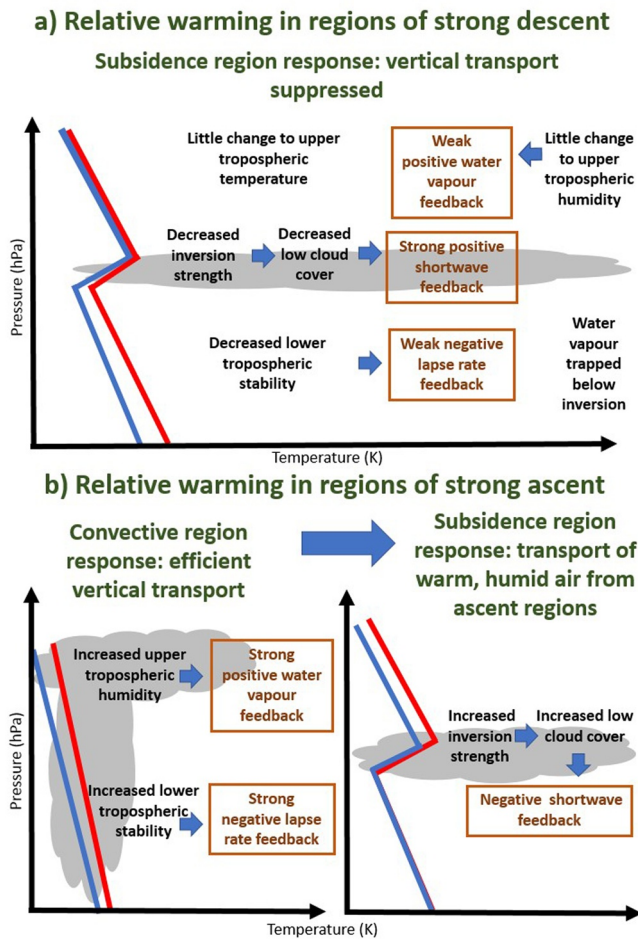 a) Relative warming in regions of strong descent
Subsidence region response: vertical transport
suppressed
Little change to upper
tropospheric
temperature
Weak
positive water
vapour
feedback
Little change
to upper
tropospheric
humidity
Decreased
inversion
strength
Decreased
low cloud
cover
Strong positive
shortwave
feedback
Decreased lower
tropospheric
stability
Weak negative
lapse rate
feedback
Water
vapour
trapped
below
inversion
Pressure (hPa)
Temperature (K)
b) Relative warming in regions of strong ascent
Convective region
response: efficient
vertical transport
Subsidence region
response: transport of
warm, humid air from
ascent regions
Increased upper
tropospheric
humidity
Strong
positive water
vapour
feedback
Increased lower
tropospheric
stability
Strong
negative lapse
rate feedback
Increased
inversion
strength
Increased low
cloud cover
Negative shortwave
feedback
Pressure (hPa)
Temperature (K)